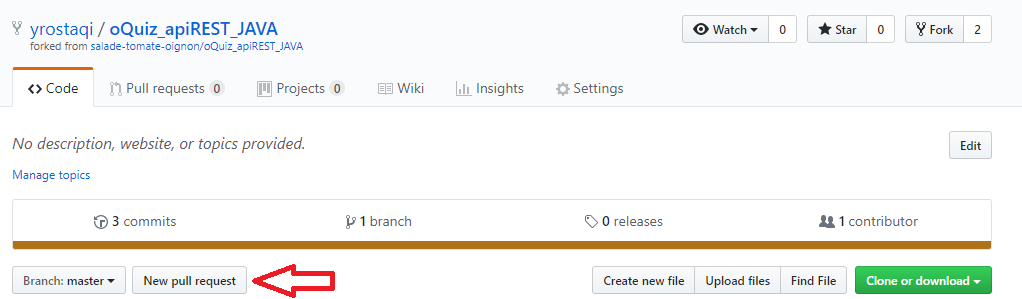 yrostaqi / oQuiz_apiREST_JAVA
forked from salade-tomate-oignon/oQuiz_apiREST_JAVA
Watch 0 Star 0 Fork 2
Code Pull requests 0 Projects 0 Wiki Insights Settings
No description, website, or topics provided.
Edit
Manage topics
3 commits 1 branch 0 releases 1 contributor
Branch: master New pull request Create new file Upload files Find File Clone or download